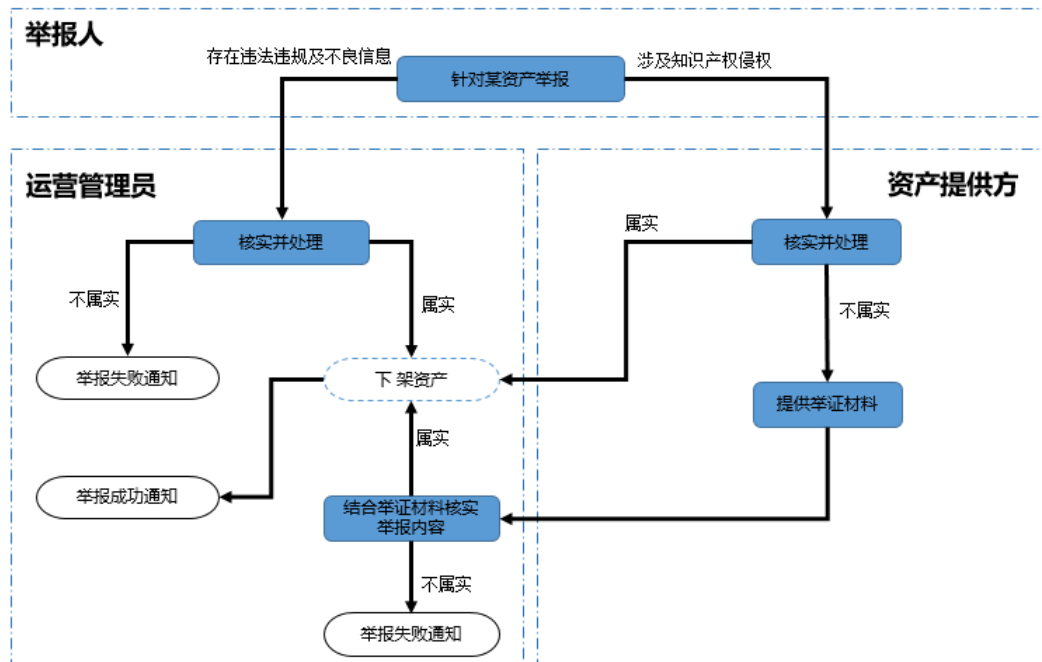 举报人
存在违法违规及不良信息
涉及知识产权侵权
针对某资产举报
运营管理员
资产提供方
核实并处理
属实
核实并处理
不属实
属实
不属实
举报失败通知
下 架资产
提供举证材料
属实
举报成功通知
结合举证材料核实
举报内容
不属实
举报失败通知